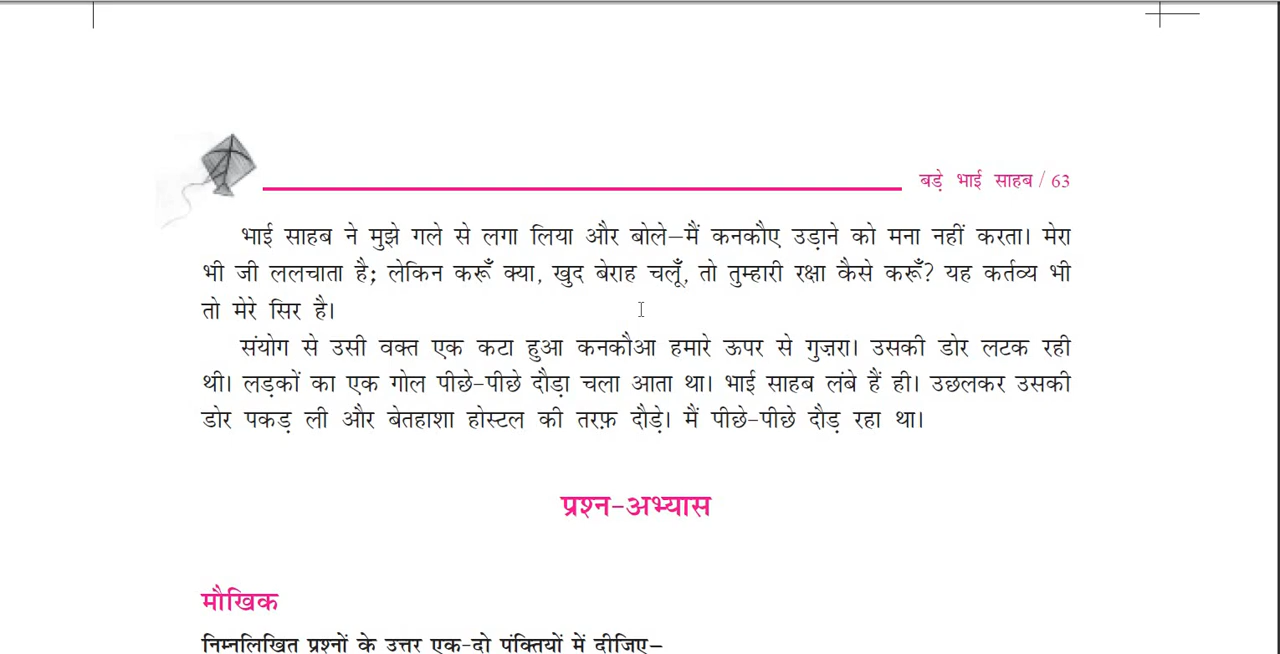 बड़े भाई साहब / 63
भाई साहब ने मुझे गले से लगा लिया और बोले–मैं कनकौए उड़ाने को मना नहीं करता। मेरा
भी जी ललचाता है; लेकिन करूँ क्या, खुद बेराह चलूँ, तो तुम्हारी रक्षा कैसे करूँ? यह कर्तव्य भी
तो मेरे सिर है।
संयोग से उसी वक्त एक कटा हुआ कनकौआ हमारे ऊपर से गुज़रा। उसकी डोर लटक रही
थी। लड़कों का एक गोल पीछे-पीछे दौड़ा चला आता था। भाई साहब लंबे हैं ही। उछलकर उसकी
डोर पकड़ ली और बेतहाशा होस्टल की तरफ़ दौड़े। मैं पीछे-पीछे दौड़ रहा था।
प्रश्न-अभ्यास
मौखिक
निम्नलिखित प्रश्नों के उत्तर एक-दो पंक्तियों में दीजिए–